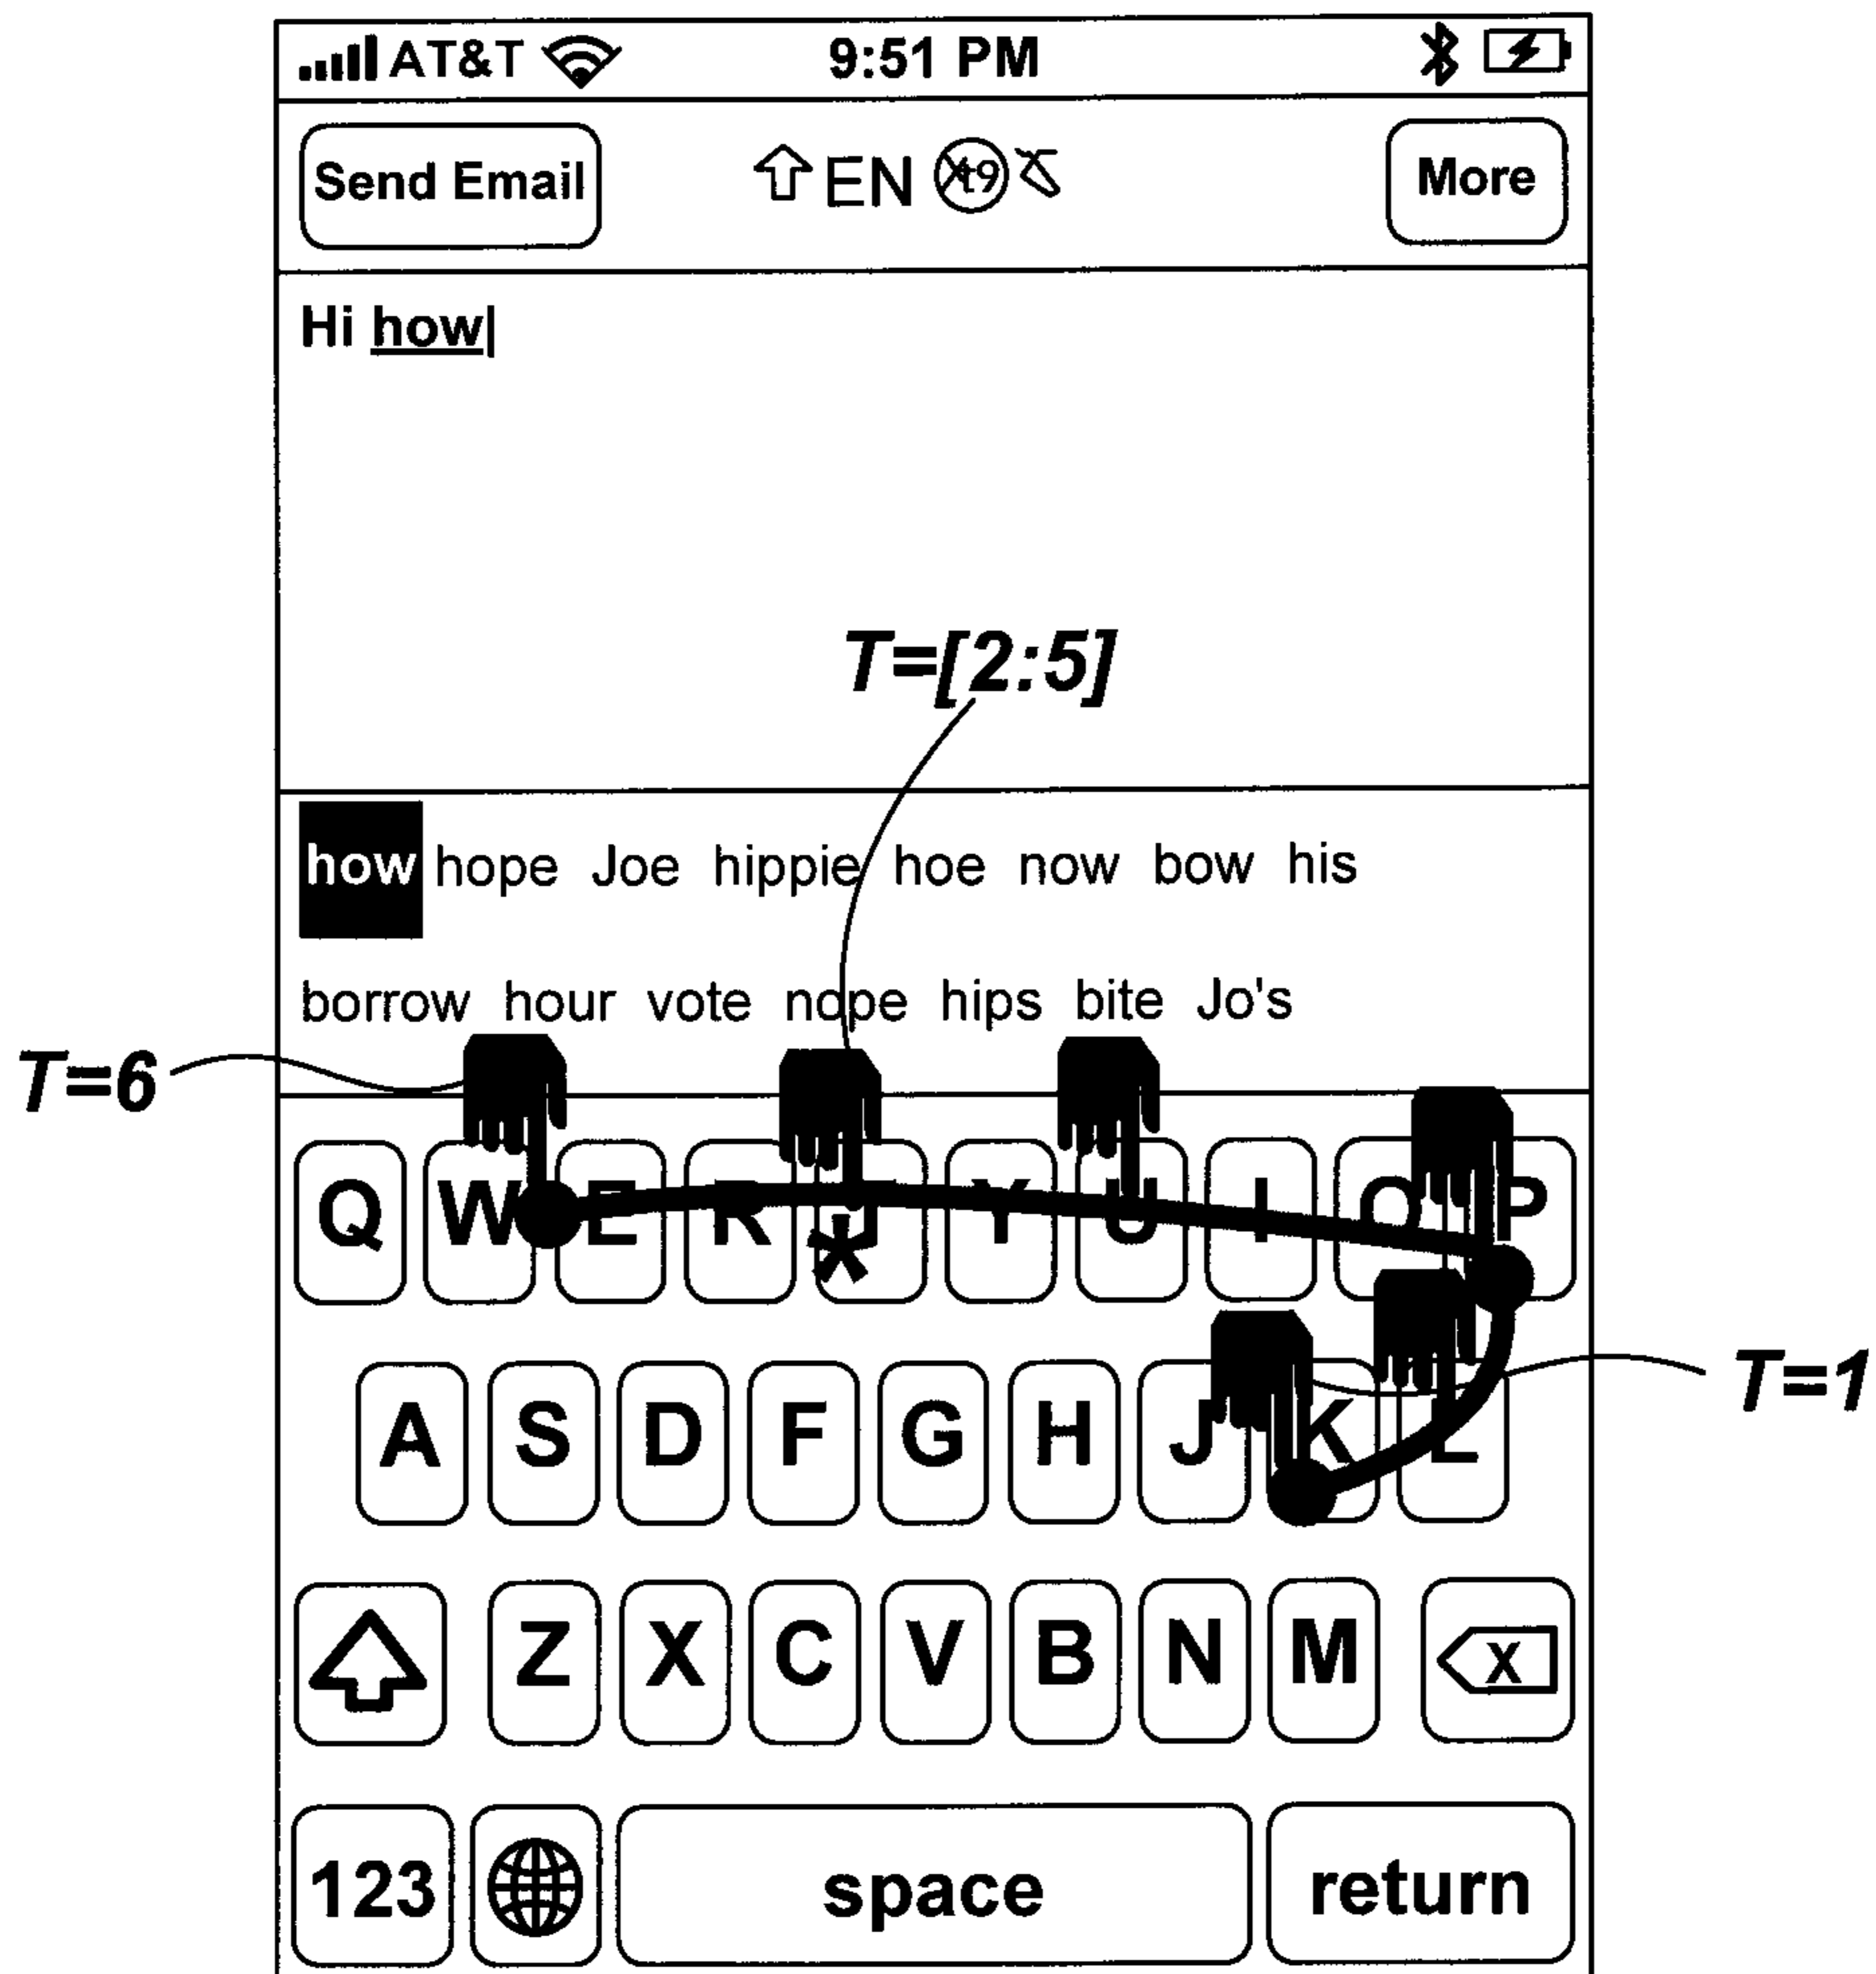 AT&T 9:51 PM
Send Email EN Xt9 More
Hi how
T=[2:5]
how hope Joe hippie hoe now bow his
borrow hour vote nope hips bite Jo's
T=6
Q W E R T Y U I O P
*
T=1
A S D F G H J K L
Z X C V B N M X
123 space return